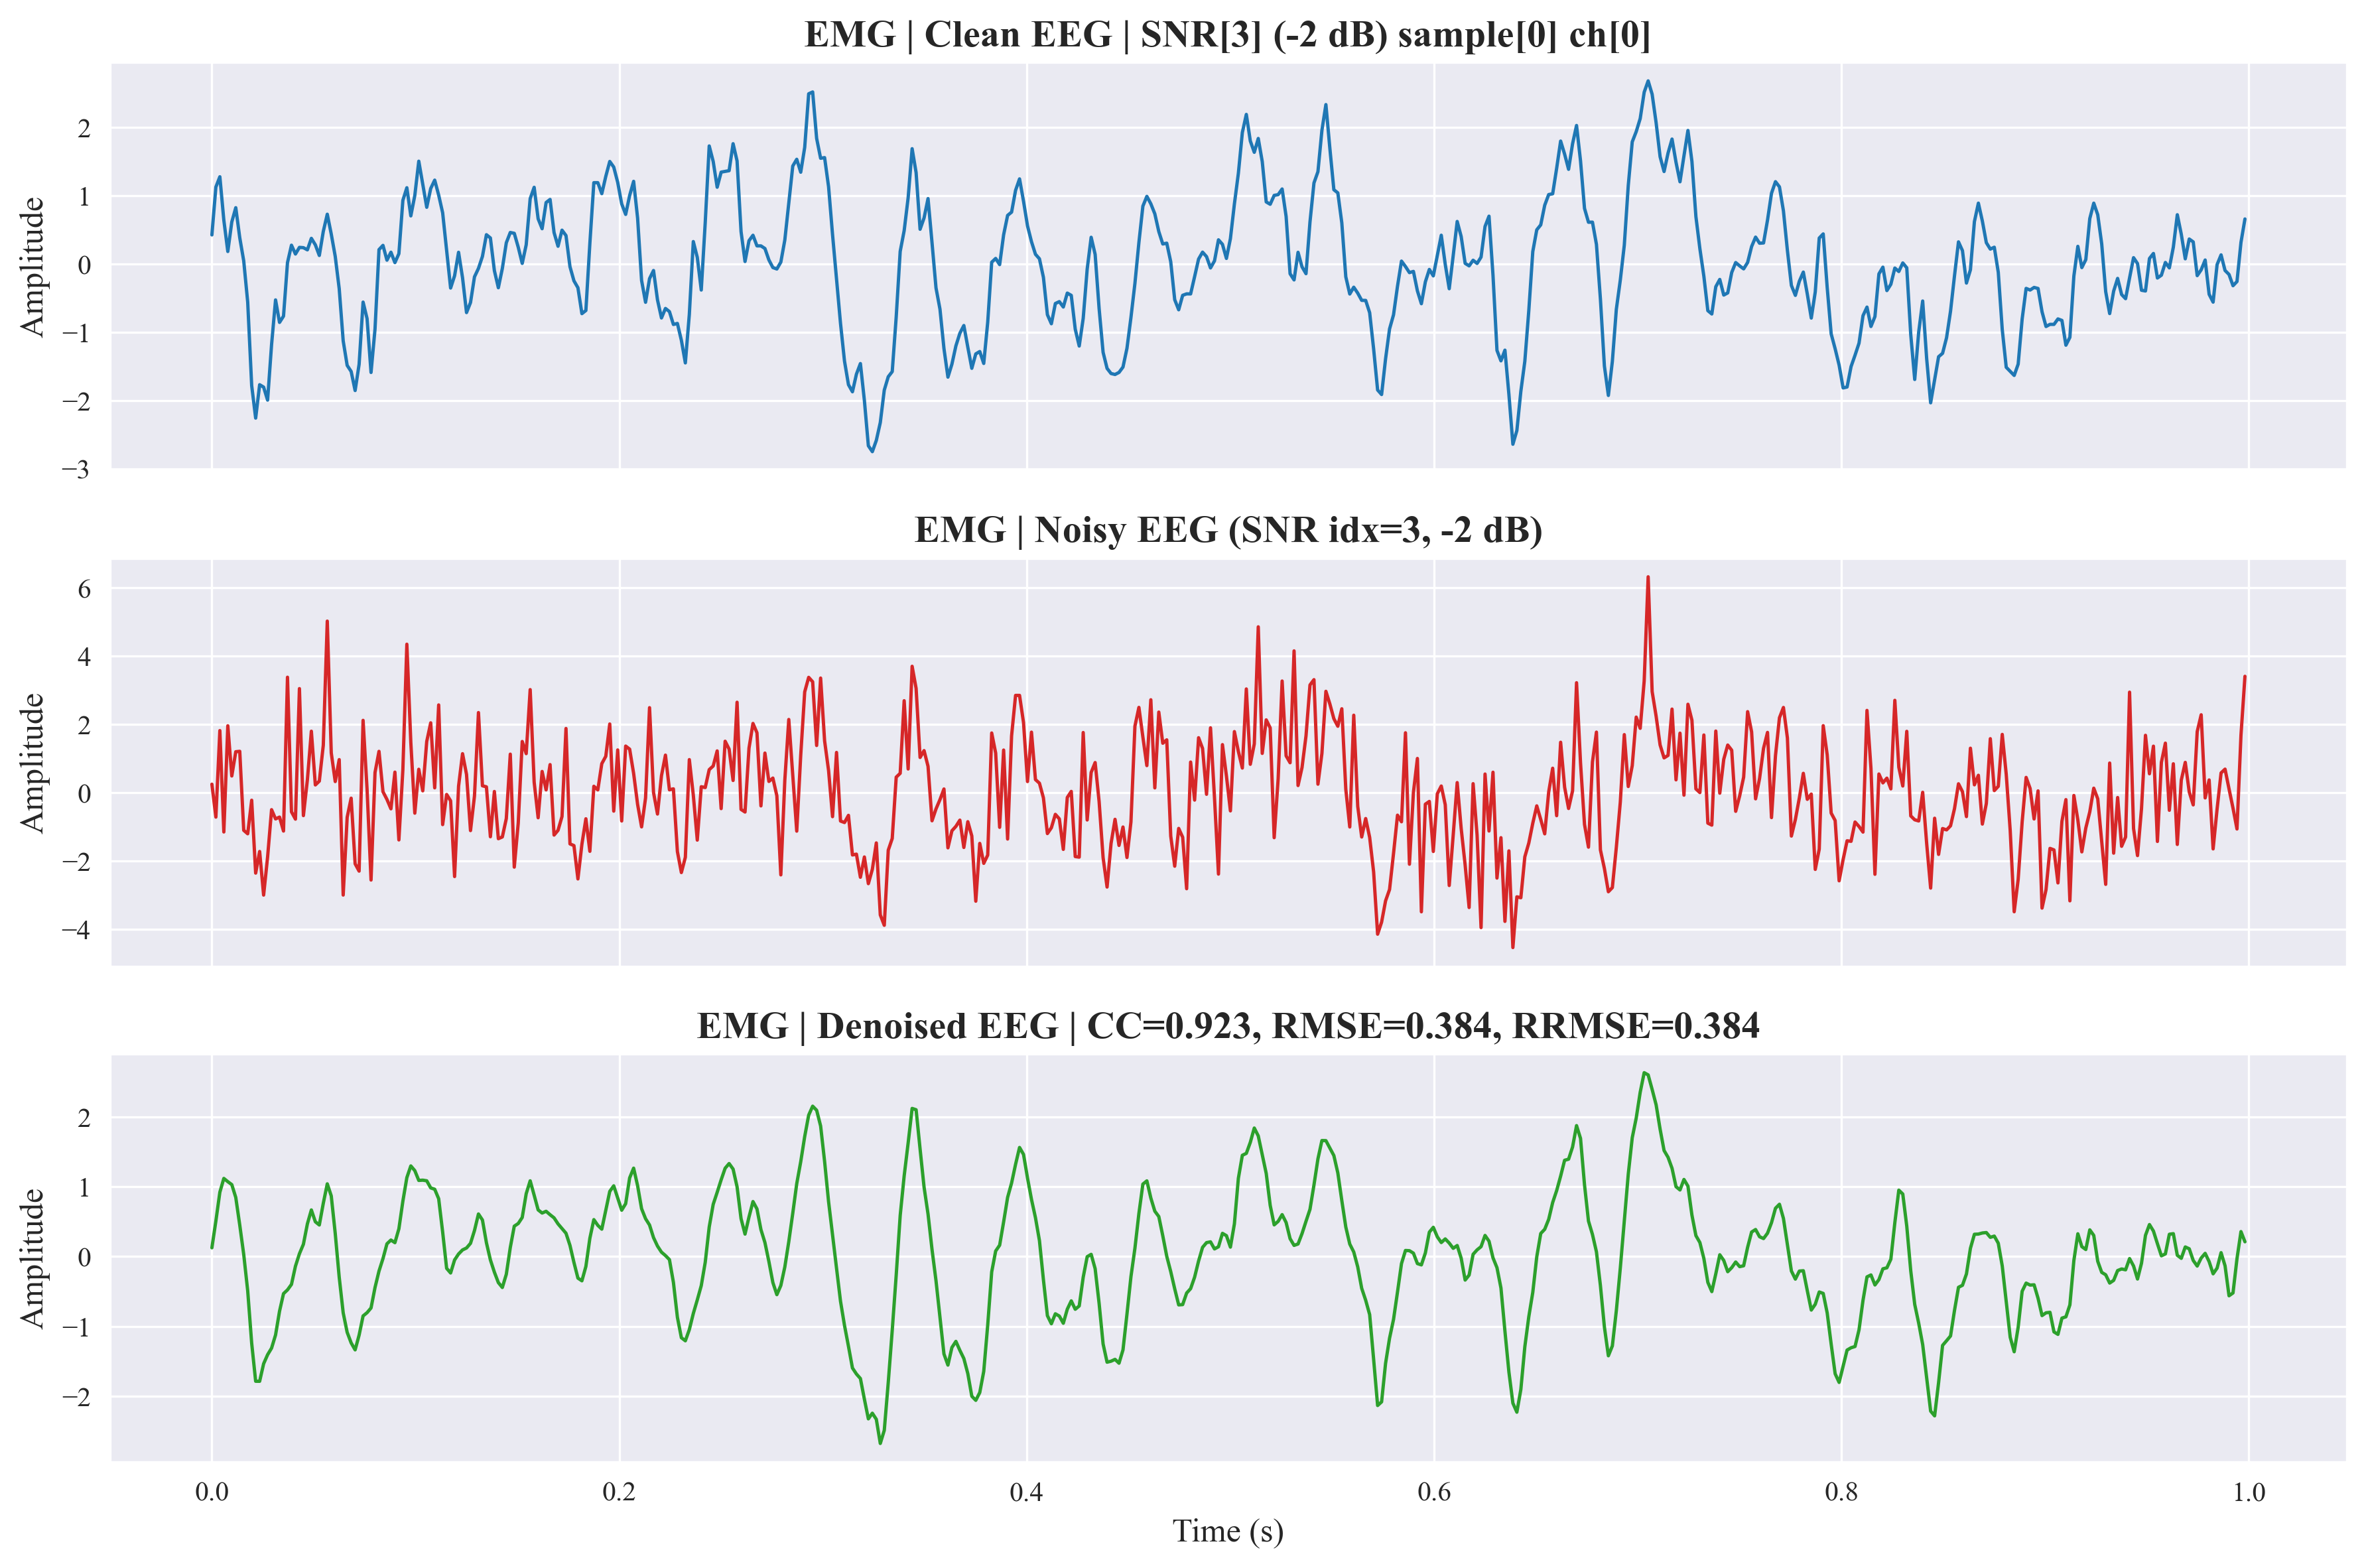 EMG | Clean EEG | SNR[3] (-2 dB) sample[0] ch[0]
Amplitude
2
1
0
−1
−2
−3
EMG | Noisy EEG (SNR idx=3, -2 dB)
Amplitude
6
4
2
0
−2
−4
EMG | Denoised EEG | CC=0.923, RMSE=0.384, RRMSE=0.384
Amplitude
2
1
0
−1
−2
0.0 0.2 0.4 0.6 0.8 1.0
Time (s)